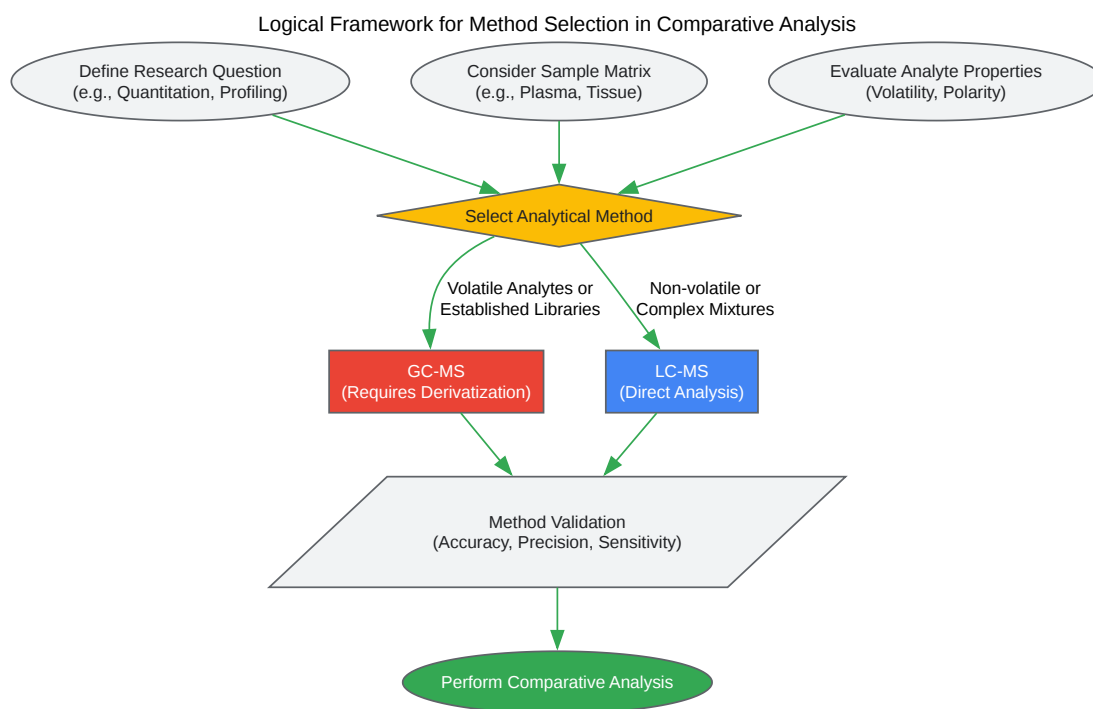 Logical Framework for Method Selection in Comparative Analysis
Define Research Question
(e.g., Quantitation, Profiling)
Consider Sample Matrix
(e.g., Plasma, Tissue)
Evaluate Analyte Properties
(Volatility, Polarity)
Select Analytical Method
Volatile Analytes or
Established Libraries
Non-volatile or
Complex Mixtures
GC-MS
(Requires Derivatization)
LC-MS
(Direct Analysis)
Method Validation
(Accuracy, Precision, Sensitivity)
Perform Comparative Analysis